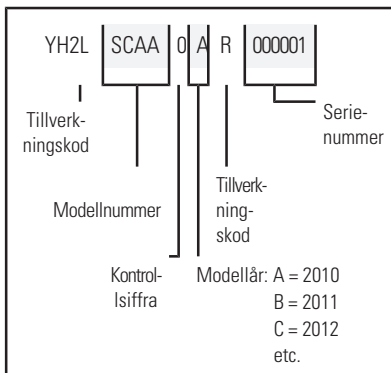 YH2L SCAA 0 A R 000001
Tillverk-
ningskod
Serie-
nummer
Modellnummer
Tillverk-
ning-
skod
Kontrol-
lsiffra
Modellår: A = 2010
B = 2011
C = 2012
etc.